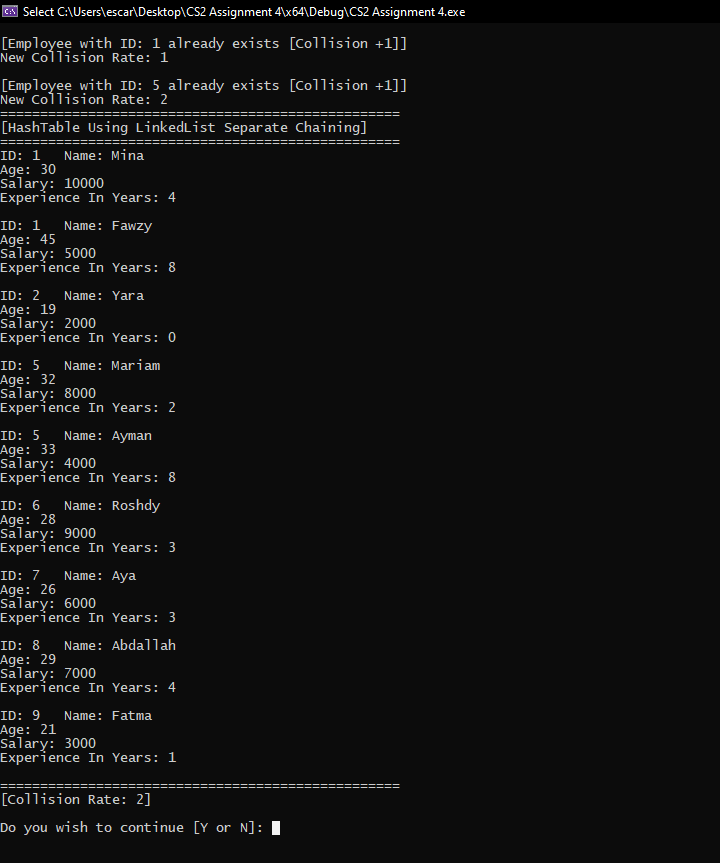 Select C:\Users\escar\Desktop\CS2 Assignment 4\x64\Debug\CS2 Assignment 4.exe
[Employee with ID: 1 already exists [Collision +1]]
New Collision Rate: 1
[Employee with ID: 5 already exists [Collision +1]]
New Collision Rate: 2
==================================================
[HashTable Using LinkedList Separate Chaining]
==================================================
ID: 1   Name: Mina
Age: 30
Salary: 10000
Experience In Years: 4
ID: 1   Name: Fawzy
Age: 45
Salary: 5000
Experience In Years: 8
ID: 2   Name: Yara
Age: 19
Salary: 2000
Experience In Years: 0
ID: 5   Name: Mariam
Age: 32
Salary: 8000
Experience In Years: 2
ID: 5   Name: Ayman
Age: 33
Salary: 4000
Experience In Years: 8
ID: 6   Name: Roshdy
Age: 28
Salary: 9000
Experience In Years: 3
ID: 7   Name: Aya
Age: 26
Salary: 6000
Experience In Years: 3
ID: 8   Name: Abdallah
Age: 29
Salary: 7000
Experience In Years: 4
ID: 9   Name: Fatma
Age: 21
Salary: 3000
Experience In Years: 1
==================================================
[Collision Rate: 2]
Do you wish to continue [Y or N]: